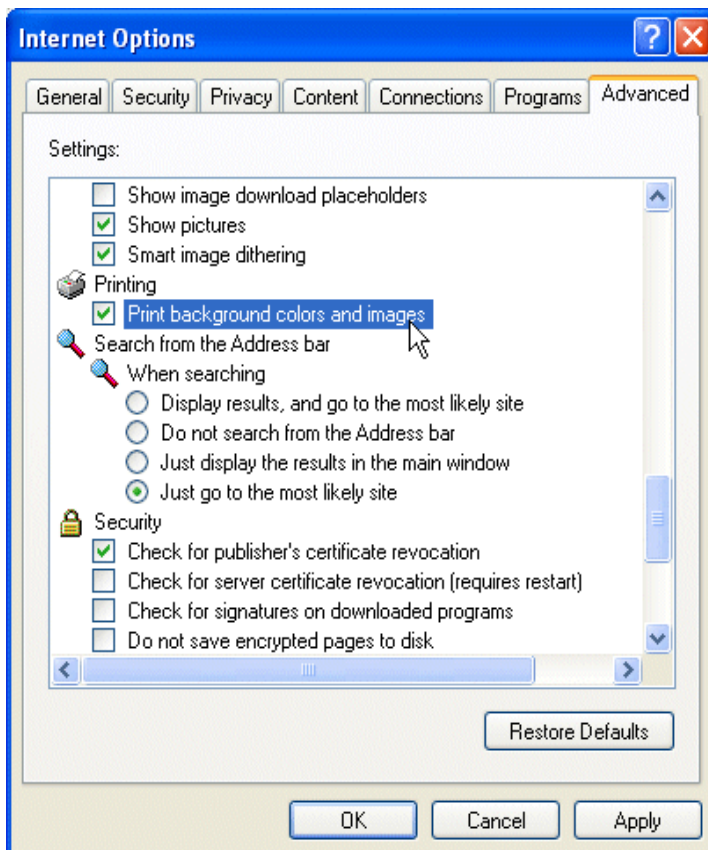 Internet Options
?
General Security Privacy Content Connections Programs Advanced
Settings:
Show image download placeholders
Show pictures
Smart image dithering
Printing
Print background colors and images
Search from the Address bar
When searching
Display results, and go to the most likely site
Do not search from the Address bar
Just display the results in the main window
Just go to the most likely site
Security
Check for publisher's certificate revocation
Check for server certificate revocation (requires restart)
Check for signatures on downloaded programs
Do not save encrypted pages to disk
Restore Defaults
OK Cancel Apply